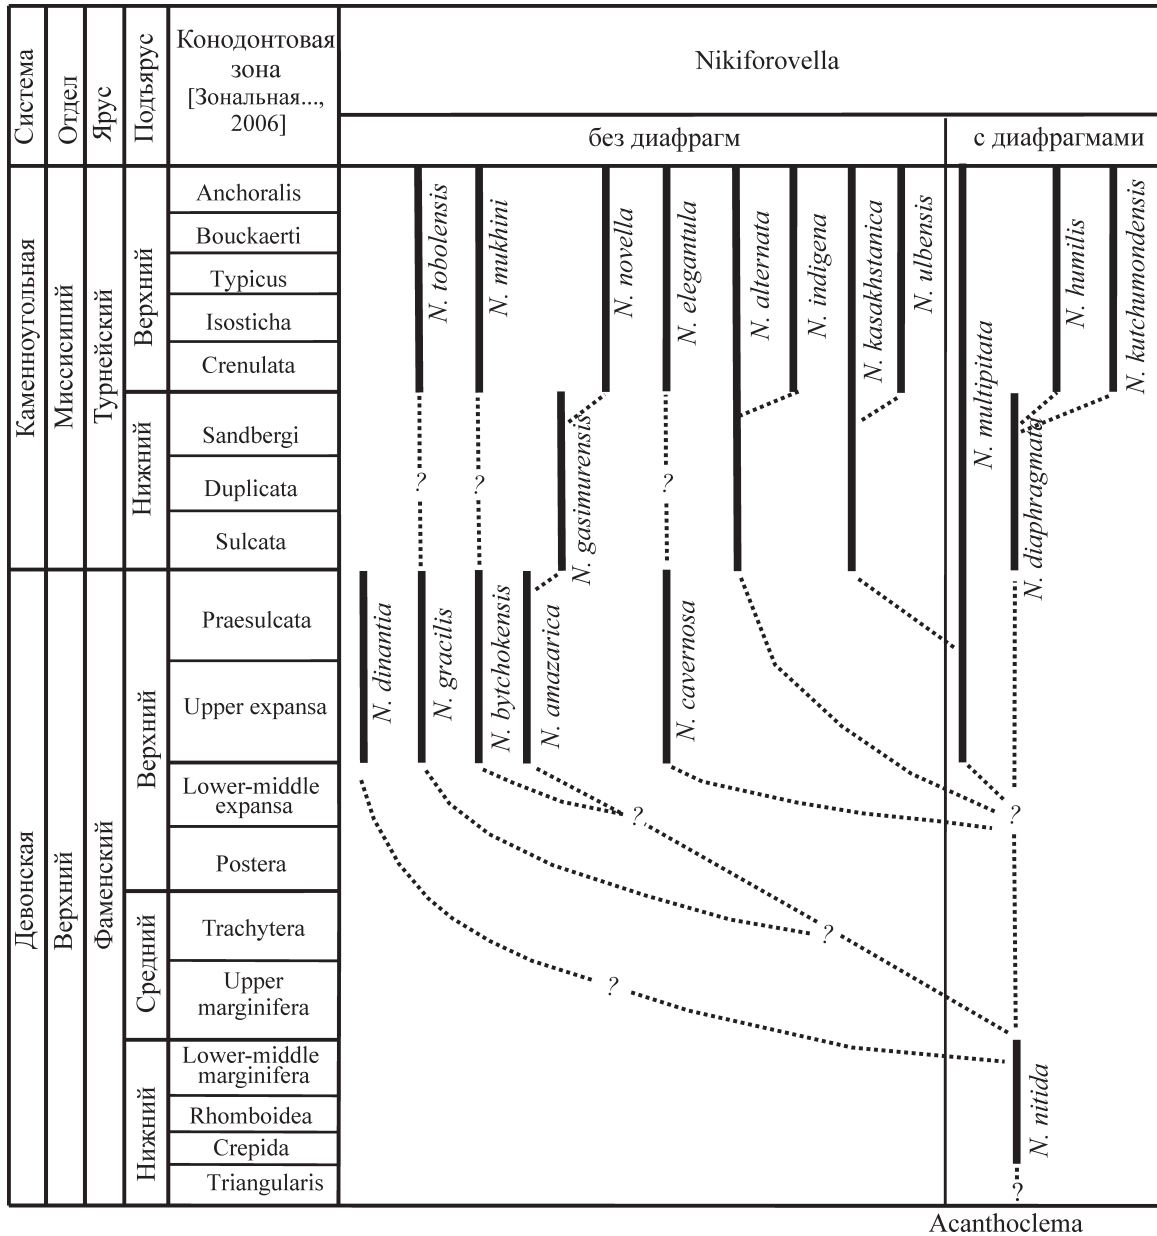 Система
Отдел
Ярус
Подъярус
Конодонтовая
зона
[Зональная...,
2006]
Nikiforovella
без диафрагм
с диафрагмами
Каменноугольная
Миссисипий
Турнейский
Верхний
Нижний
Anchoralis
Bouckaerti
Typicus
Isosticha
Crenulata
Sandbergi
Duplicata
Sulcata
N. tobolensis
N. mukhini
N. novella
N. elegantula
N. alternata
N. indigena
N. kasakhstanica
N. ulbensis
N. multipitata
N. humilis
N. kutchumondensis
N. gasimurensis
N. diaphragmata
?
?
?
Девонская
Верхний
Фаменский
Верхний
Средний
Нижний
Praesulcata
Upper expansa
Lower-middle
expansa
Postera
Trachytera
Upper
marginifera
Lower-middle
marginifera
Rhomboidea
Crepida
Triangularis
N. dinantia
N. gracilis
N. bytchokensis
N. amazarica
N. cavernosa
?
?
?
?
N. nitida
?
Acanthoclema